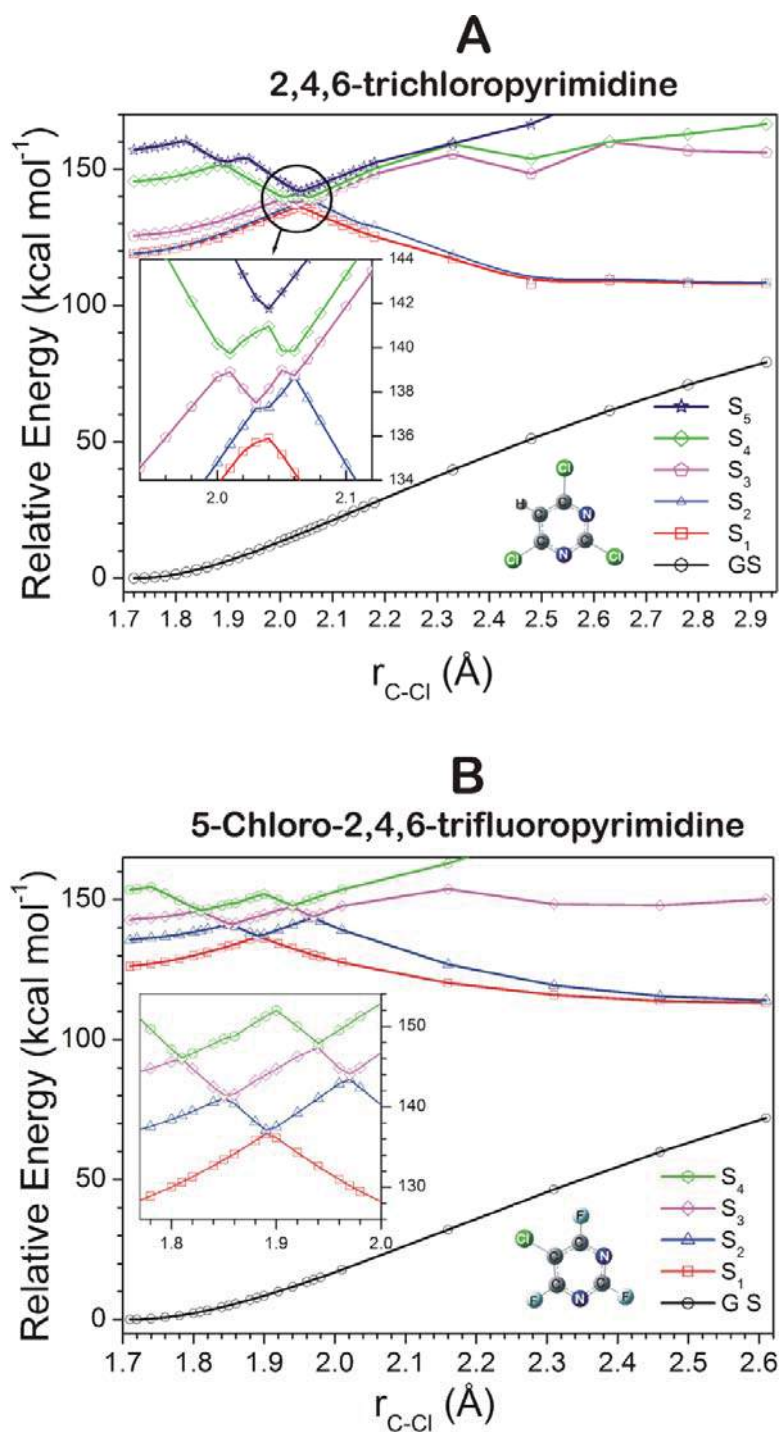 A
2,4,6-trichloropyrimidine
Relative Energy (kcal mol⁻¹)
150
100
50
0
144
142
140
138
136
134
2.0
2.1
S₅
S₄
S₃
S₂
S₁
GS
Cl
H
C
C
N
C
C
Cl
N
Cl
1.7 1.8 1.9 2.0 2.1 2.2 2.3 2.4 2.5 2.6 2.7 2.8 2.9
r C-Cl (Å)
B
5-Chloro-2,4,6-trifluoropyrimidine
Relative Energy (kcal mol⁻¹)
150
100
50
0
150
140
130
1.8 1.9 2.0
S₄
S₃
S₂
S₁
G S
F
Cl
C
C
N
C
C
F
N
F
1.7 1.8 1.9 2.0 2.1 2.2 2.3 2.4 2.5 2.6
r C-Cl (Å)